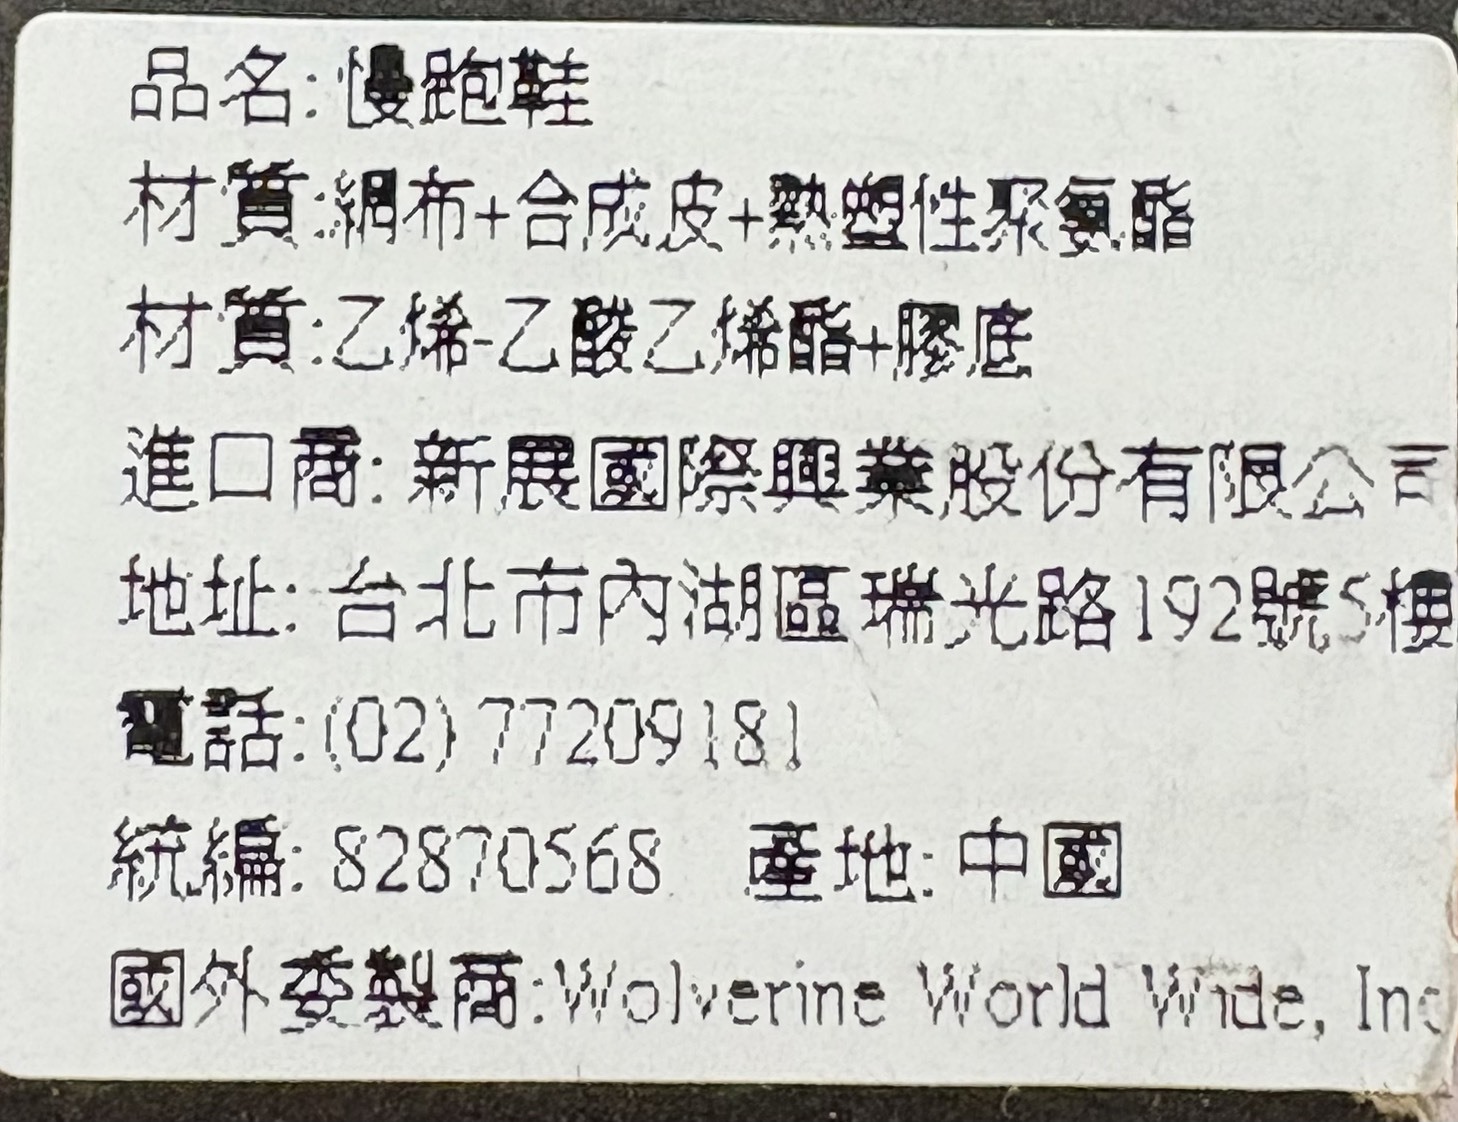 品名: 慢跑鞋
材質:網布+合成皮+熱塑性聚氨酯
材質:乙烯-乙酸乙烯酯+膠底
進口商: 新展國際興業股份有限公司
地址: 台北市內湖區瑞光路192號5樓
電話:(02) 77209181
統編: 82870568 產地: 中國
國外委製商:Wolverine World Wide, Inc